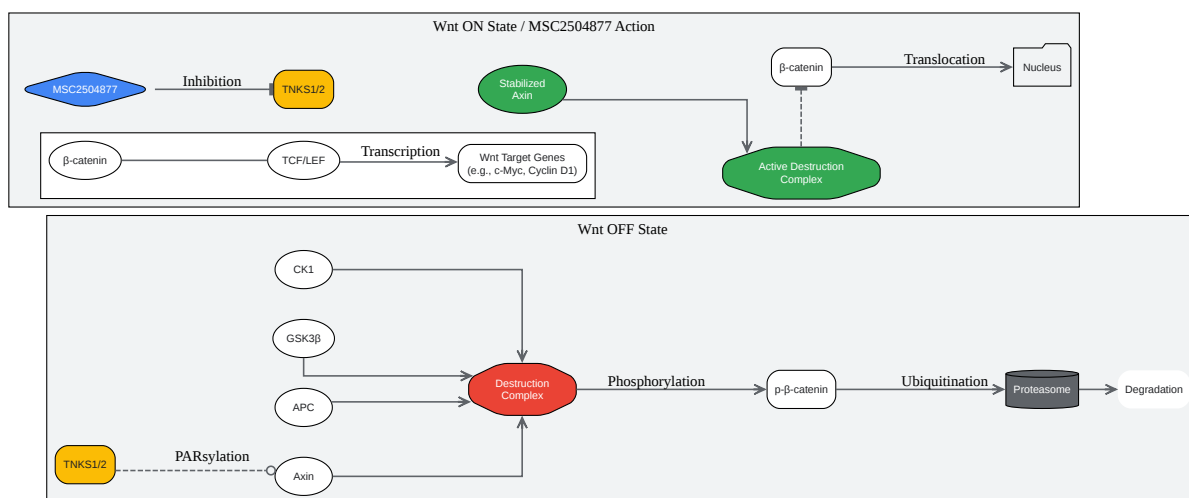 Wnt ON State / MSC2504877 Action
MSC2504877
Inhibition
TNKS1/2
Stabilized
Axin
β-catenin
Translocation
Nucleus
β-catenin
TCF/LEF
Transcription
Wnt Target Genes
(e.g., c-Myc, Cyclin D1)
Active Destruction
Complex
Wnt OFF State
CK1
GSK3β
APC
TNKS1/2
PARsylation
Axin
Destruction
Complex
Phosphorylation
p-β-catenin
Ubiquitination
Proteasome
Degradation